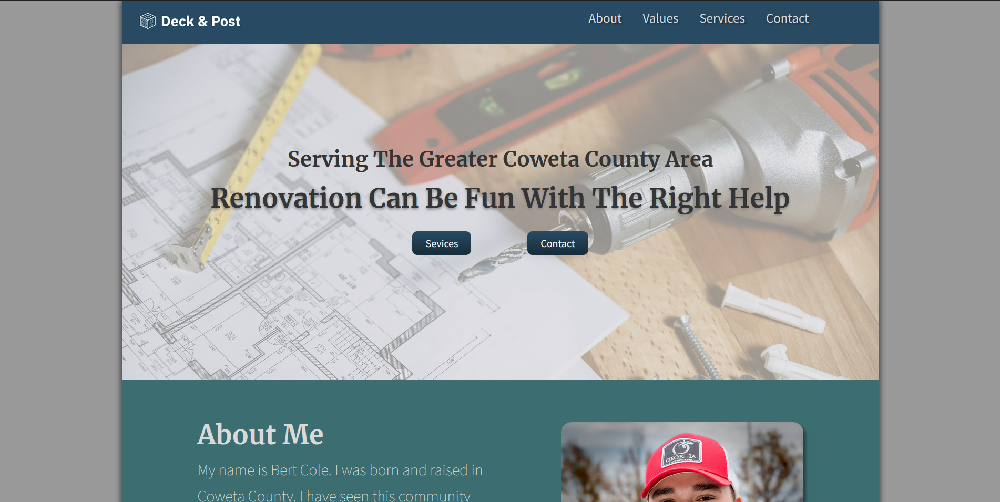 Deck & Post
About Values Services Contact
Serving The Greater Coweta County Area
Renovation Can Be Fun With The Right Help
Sevices Contact
About Me
My name is Bert Cole. I was born and raised in
Coweta County. I have seen this community